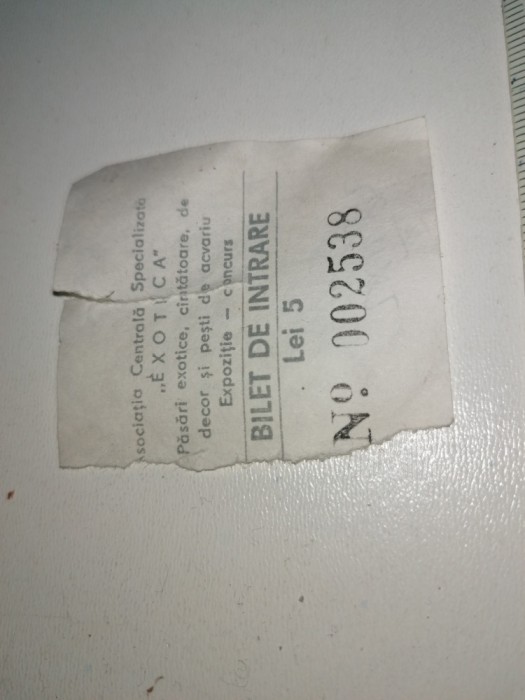 Asociația Centrală Specializată
„EXOTICA"
Păsări exotice, cîntătoare, de
decor și pești de acvariu
Expoziție — concurs
BILET DE INTRARE
Lei 5
Nº 002538